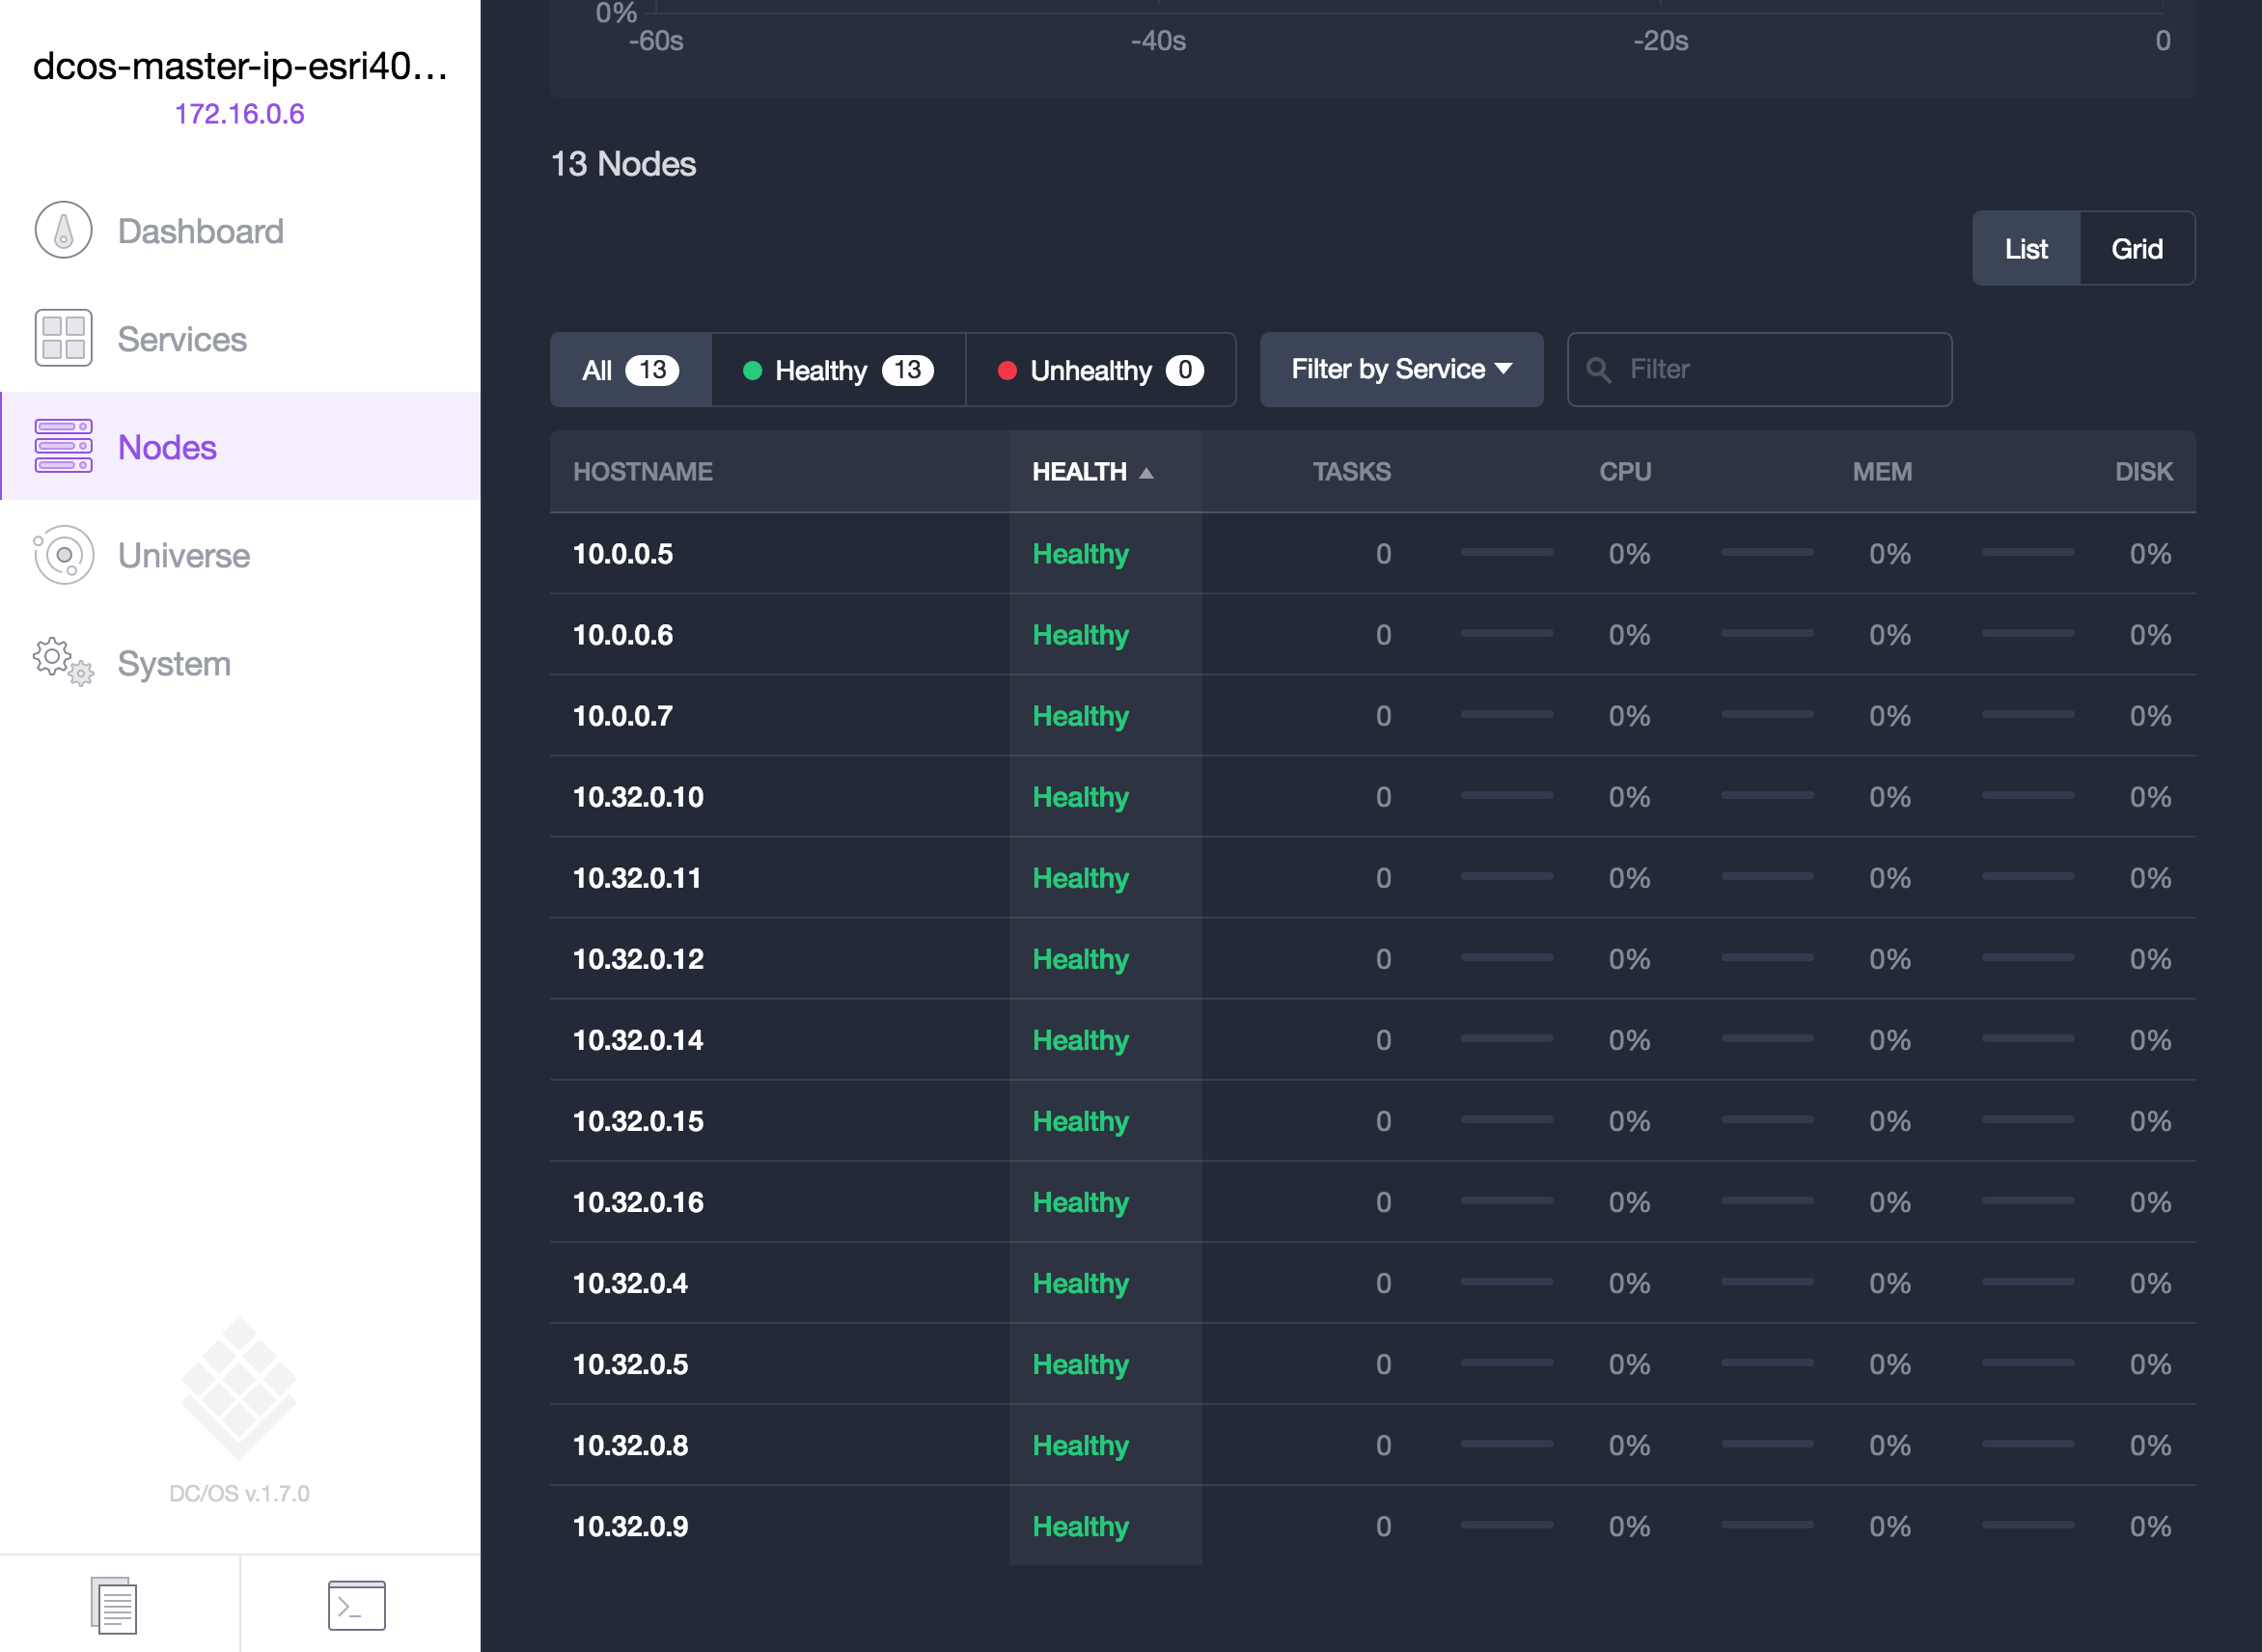 dcos-master-ip-esri40...
172.16.0.6
Dashboard
Services
Nodes
Universe
System
DC/OS v.1.7.0
0%
-60s -40s -20s 0
13 Nodes
List Grid
All 13 Healthy 13 Unhealthy 0 Filter by Service Filter
HOSTNAME HEALTH TASKS CPU MEM DISK
10.0.0.5 Healthy 0 0% 0% 0%
10.0.0.6 Healthy 0 0% 0% 0%
10.0.0.7 Healthy 0 0% 0% 0%
10.32.0.10 Healthy 0 0% 0% 0%
10.32.0.11 Healthy 0 0% 0% 0%
10.32.0.12 Healthy 0 0% 0% 0%
10.32.0.14 Healthy 0 0% 0% 0%
10.32.0.15 Healthy 0 0% 0% 0%
10.32.0.16 Healthy 0 0% 0% 0%
10.32.0.4 Healthy 0 0% 0% 0%
10.32.0.5 Healthy 0 0% 0% 0%
10.32.0.8 Healthy 0 0% 0% 0%
10.32.0.9 Healthy 0 0% 0% 0%